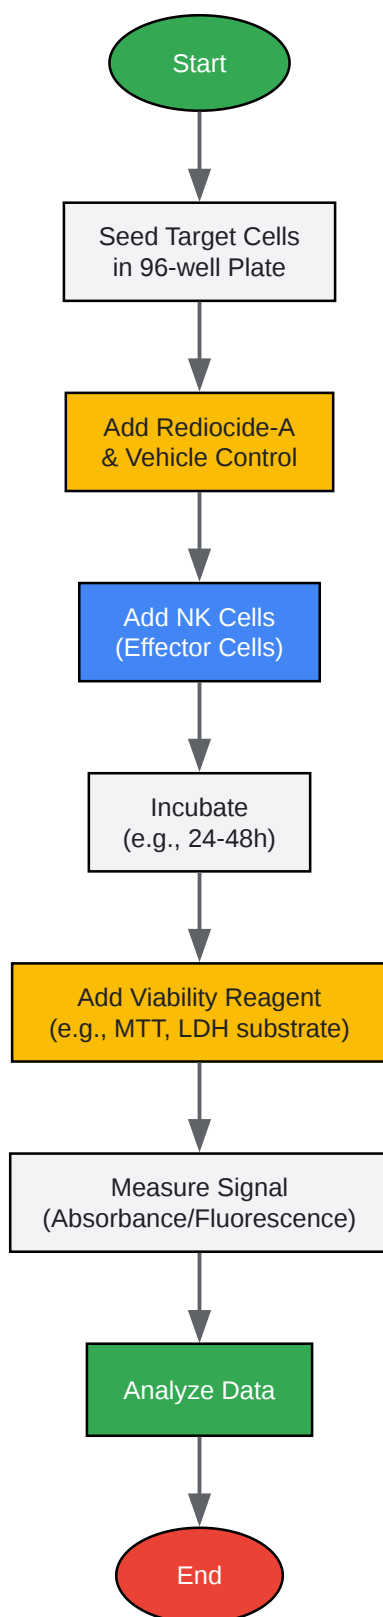 Start
Seed Target Cells
in 96-well Plate
Add Rediocide-A
& Vehicle Control
Add NK Cells
(Effector Cells)
Incubate
(e.g., 24-48h)
Add Viability Reagent
(e.g., MTT, LDH substrate)
Measure Signal
(Absorbance/Fluorescence)
Analyze Data
End